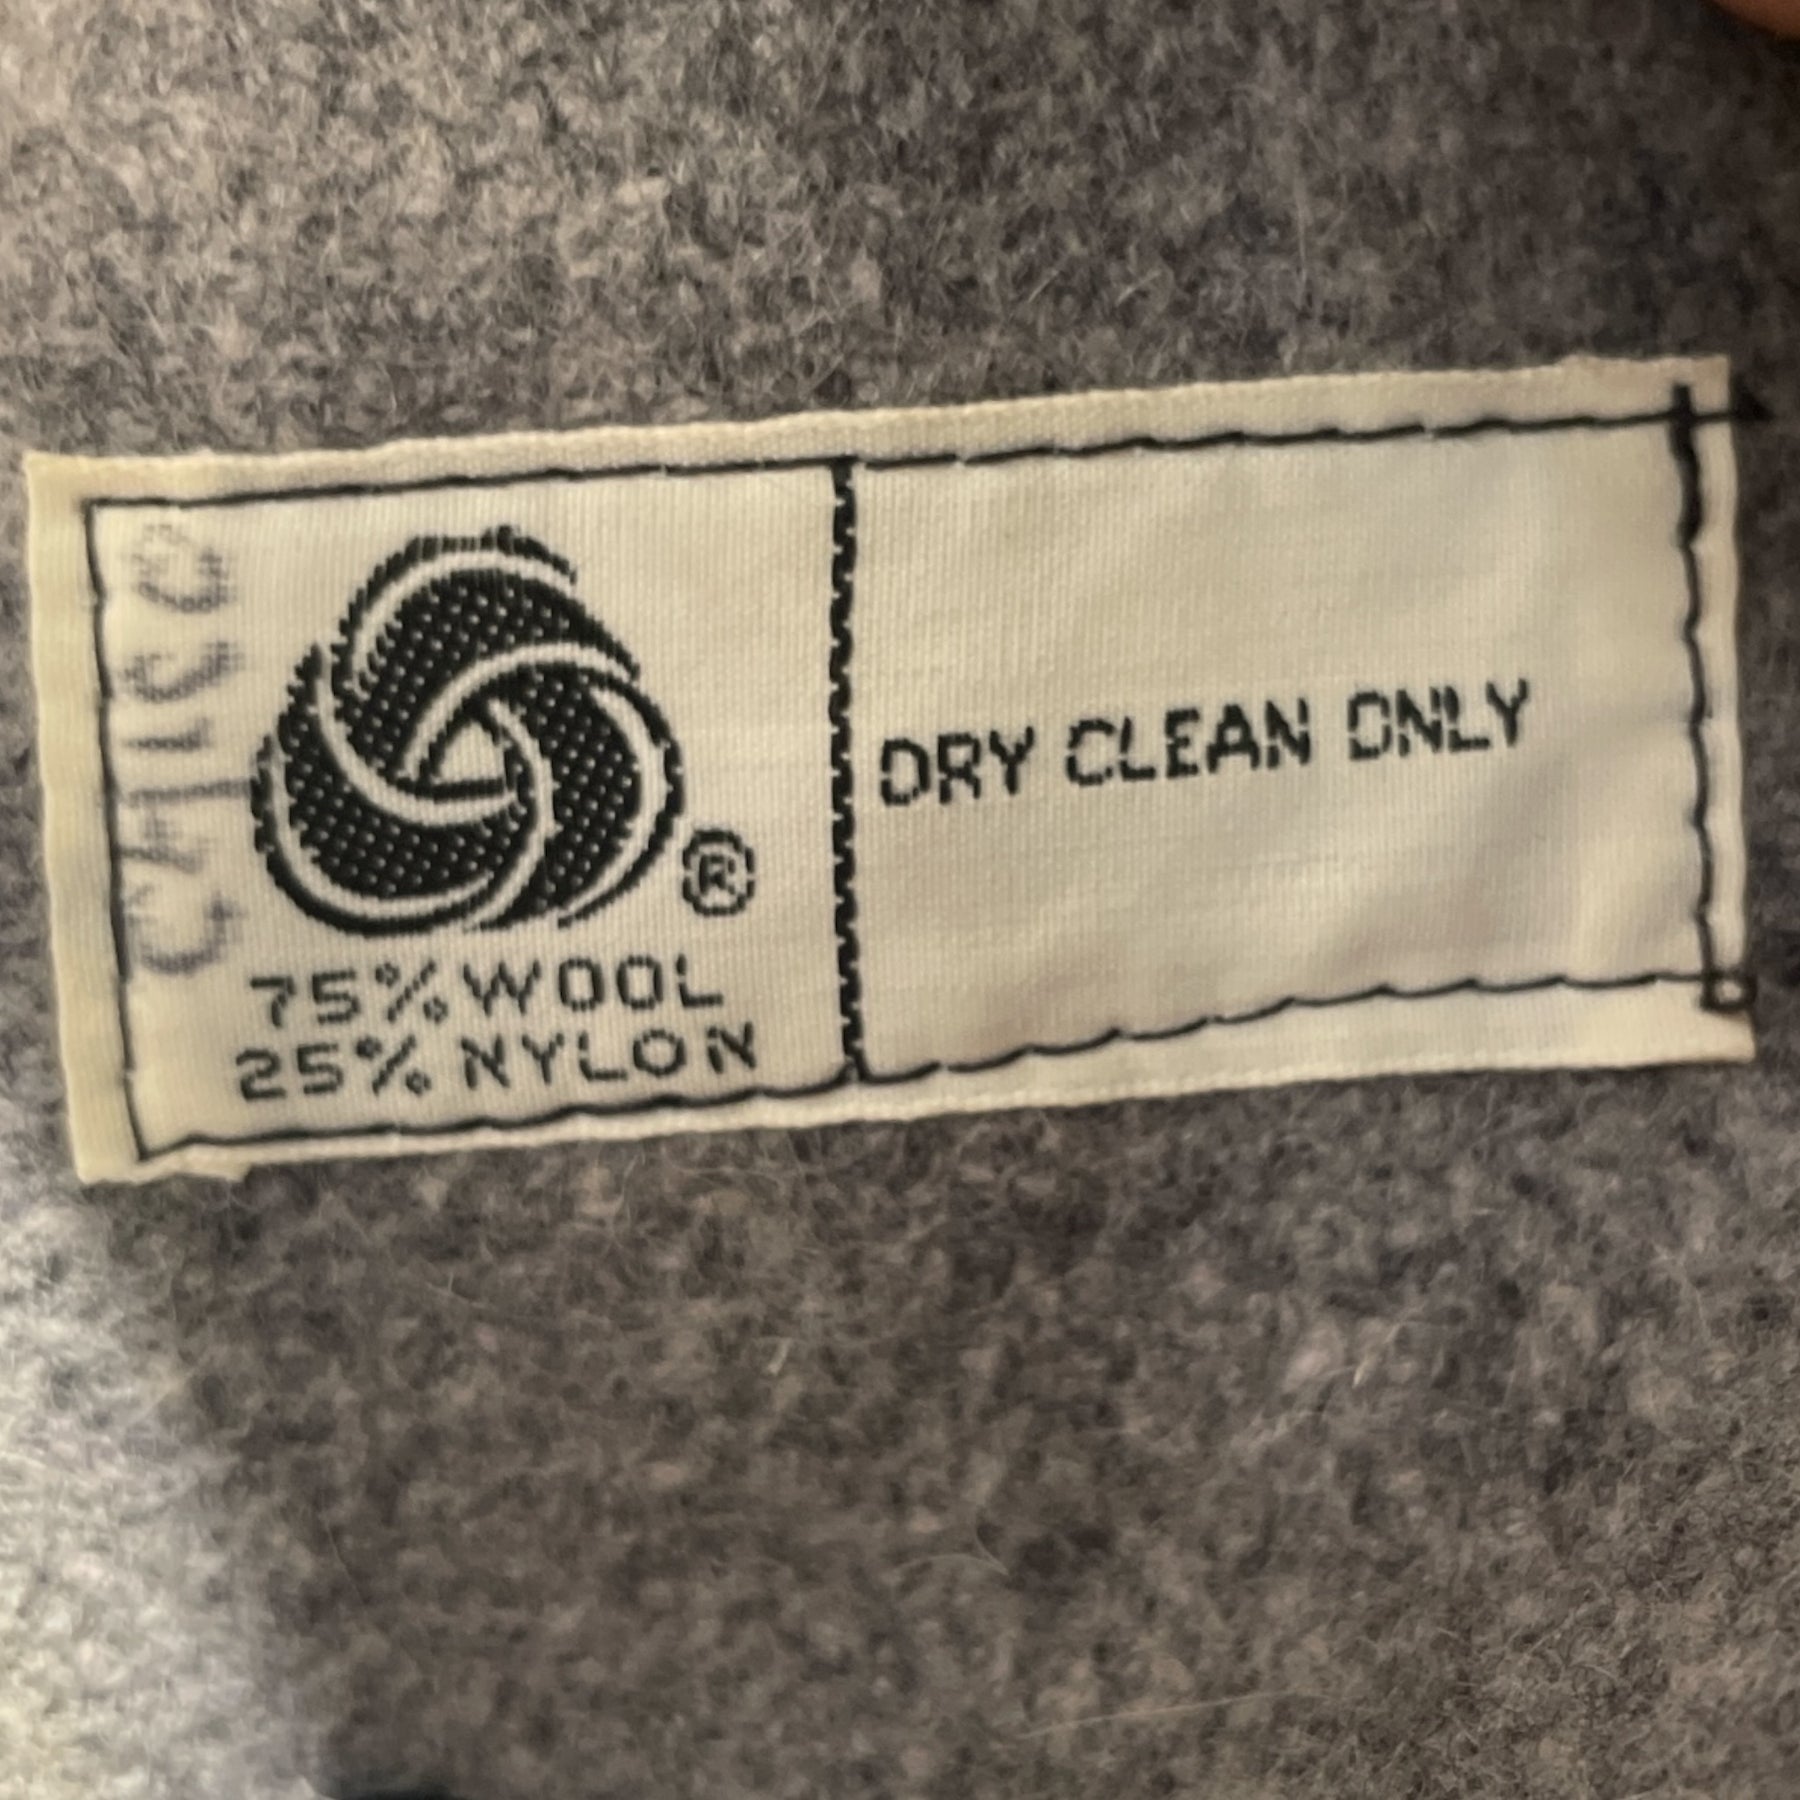 ®
75% WOOL
25% NYLON
DRY CLEAN ONLY